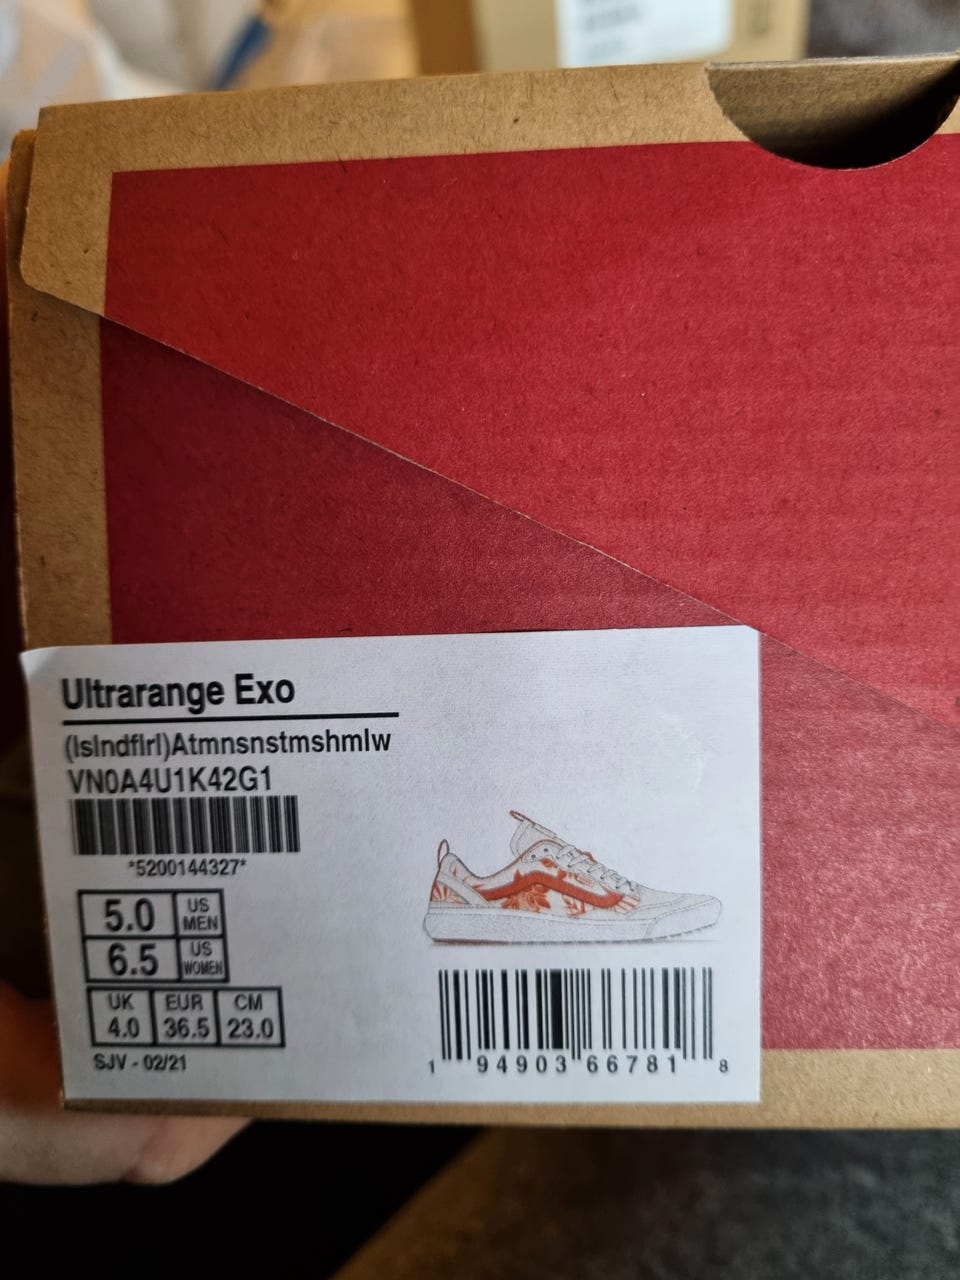 Ultrarange Exo
(Islndflrl)Atmnsnstmshmlw
VN0A4U1K42G1
*5200144327*
5.0 US MEN
6.5 US WOMEN
UK EUR CM
4.0 36.5 23.0
SJV - 02/21
1 94903 66781 8